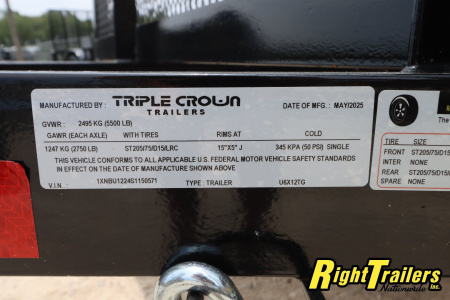 MANUFACTURED BY : TRIPLE CROWN TRAILERS
DATE OF MFG. : MAY/2025
GVWR : 2495 KG (5500 LB)
GAWR (EACH AXLE) WITH TIRES RIMS AT COLD
1247 KG (2750 LB) ST205/75/D15/LRC 15"X5" J 345 KPA (50 PSI) SINGLE
THIS VEHICLE CONFORMS TO ALL APPLICABLE U.S. FEDERAL MOTOR VEHICLE SAFETY STANDARDS
IN EFFECT ON THE DATE OF MANUFACTURE SHOWN ABOVE
V.I.N. : 1XNBU1224S1150571 TYPE : TRAILER U6X12TG
The
TIRE SIZE
FRONT ST205/75/D15/
NONE
REAR ST205/75/D15/
SPARE NONE
RightTrailers
Nationwide Inc.